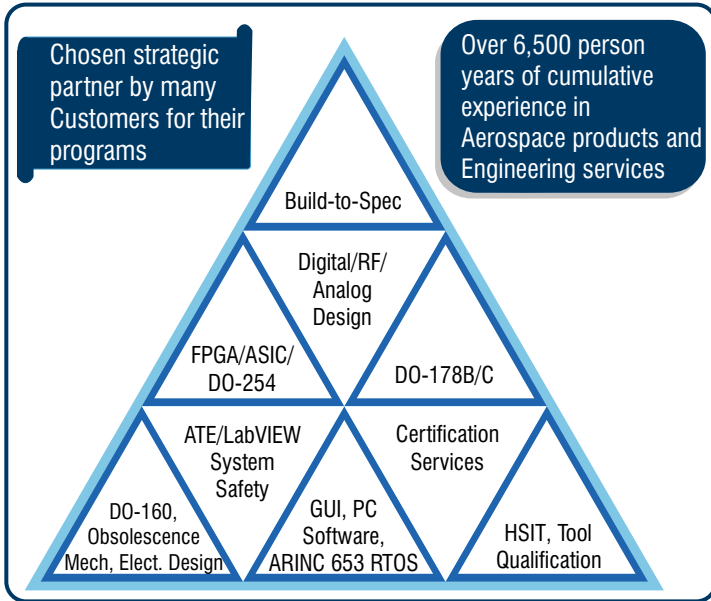 Chosen strategic
partner by many
Customers for their
programs
Over 6,500 person
years of cumulative
experience in
Aerospace products and
Engineering services
Build-to-Spec
Digital/RF/
Analog
Design
FPGA/ASIC/
DO-254
DO-178B/C
ATE/LabVIEW
System
Safety
Certification
Services
DO-160,
Obsolescence
Mech, Elect. Design
GUI, PC
Software,
ARINC 653 RTOS
HSIT, Tool
Qualification